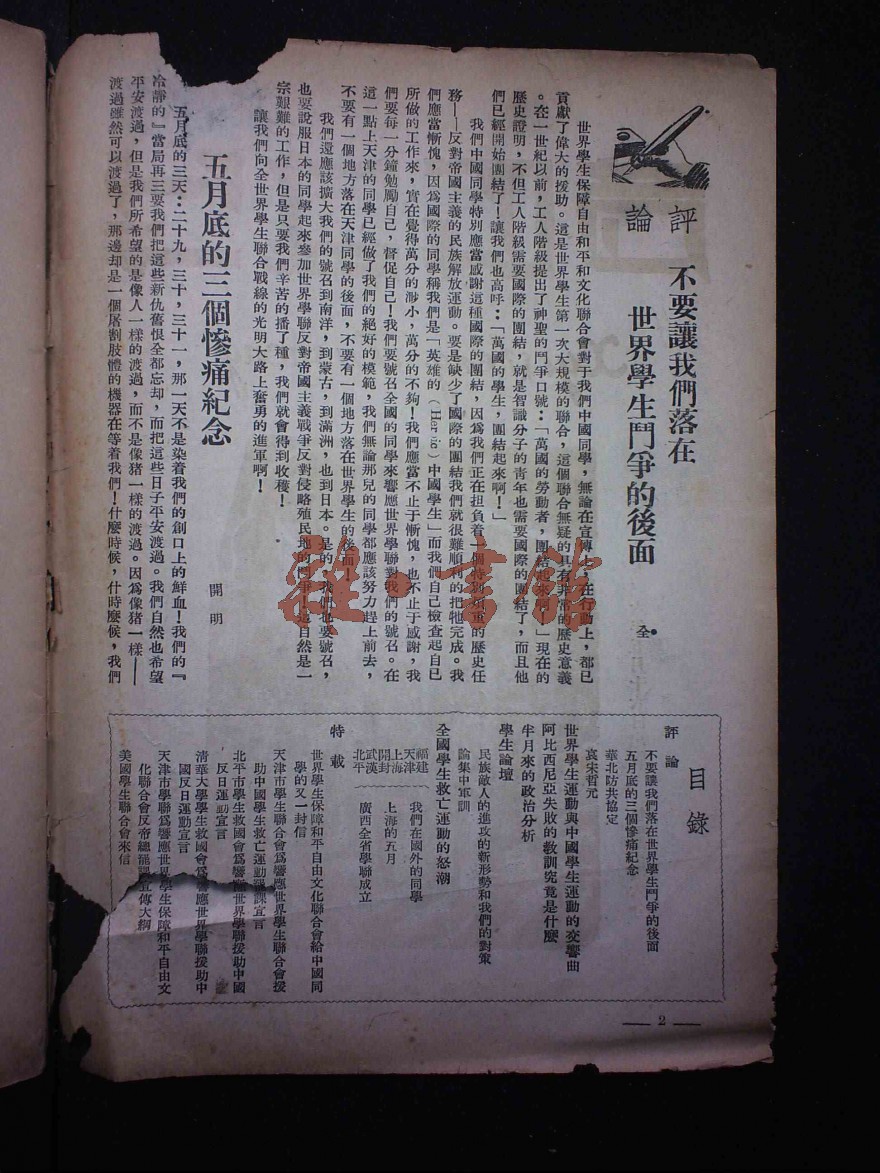 評
論
不要讓我們落在
世界學生鬥爭的後面
全
世界學生保障自由和平和文化聯合會對于我們中國同學,無論在宣傳上,在行動上,都已
貢獻了偉大的援助。這是世界學生第一次大規模的聯合,這個聯合無疑的具有非常的歷史意義
。在一世紀以前,工人階級提出了神聖的鬥爭口號:「萬國的勞動者,團結起來啊!」現在的
歷史證明,不但工人階級需要國際的團結,就是智識分子的青年也需要國際的團結了,而且他
們已經開始團結了!讓我們也高呼:「萬國的學生,團結起來啊!」
我們中國同學特別應當感謝這種國際的團結,因為我們正在担負着一個特別煩重的歷史任
務——反對帝國主義的民族解放運動。要是缺少了國際的團結我們就很難順利的把牠完成。我
們應當慚愧,因為國際的同學稱我們是「英雄的(Heroic)中國學生」而我們自己檢查起自已
所做的工作來,實在覺得萬分的渺小,萬分的不夠!我們應當不止于慚愧,也不止于感謝,我
們要每一分鐘勉勵自己,督促自己!我們要號召全國的同學來響應世界學聯對我們的號召。在
這一點上天津的同學已經做了我們的絕好的模範,我們無論那兒的同學都應該努力趕上前去,
不要有一個地方落在天津同學的後面,不要有一個地方落在世界學生的後面!
我們還應該擴大我們的號召到南洋,到蒙古,到滿洲,也到日本。是的,我們也要號召,
也要說服日本的同學起來參加世界學聯反對帝國主義戰爭反對侵略殖民地的鬥爭!這自然是一
宗艱難的工作,但是只要我們辛苦的播了種,我們就會得到收穫!
讓我們向全世界學生聯合戰線的光明大路上奮勇的進軍啊!
五月底的三個慘痛紀念
開明
五月底的三天:二十九,三十,三十一,那一天不是染着我們的創口上的鮮血!我們的『
冷靜的』當局再三要我們把這些新仇舊恨全都忘却,而把這些日子平安渡過。我們自然也希望
平安渡過,但是我們所希望的是像人一樣的渡過,而不是像猪一樣的渡過。因為像猪一樣——
渡過雖然可以渡過了,那邊却是一個屠割肢體的機器在等着我們!什麼時候,什時麼候,我們
目錄
評論
不要讓我們落在世界學生鬥爭的後面
五月底的三個慘痛紀念
華北防共協定
哀宋哲元
世界學生運動與中國學生運動的交響曲
阿比西尼亞失敗的教訓究竟是什麼
半月來的政治分析
學生論壇
民族敵人的進攻的新形勢和我們的對策
論集中軍訓
全國學生救亡運動的怒潮
福建
天津
上海
開封
武漢
北平
我們在國外的同學
上海的五月
廣西全省學聯成立
特載
世界學生保障和平自由文化聯合會給中國同
學的又一封信
天津市學生聯合會為響應世界學生聯合會援
助中國學生救亡運動罷課宣言
北平市學生救國會為響應世界學聯援助中國
反日運動宣言
清華大學學生救國會為響應世界學聯援助中
國反日運動宣言
天津市學聯為響應世界學生保障和平自由文
化聯合會反帝總罷課宣傳大綱
美國學生聯合會來信
2